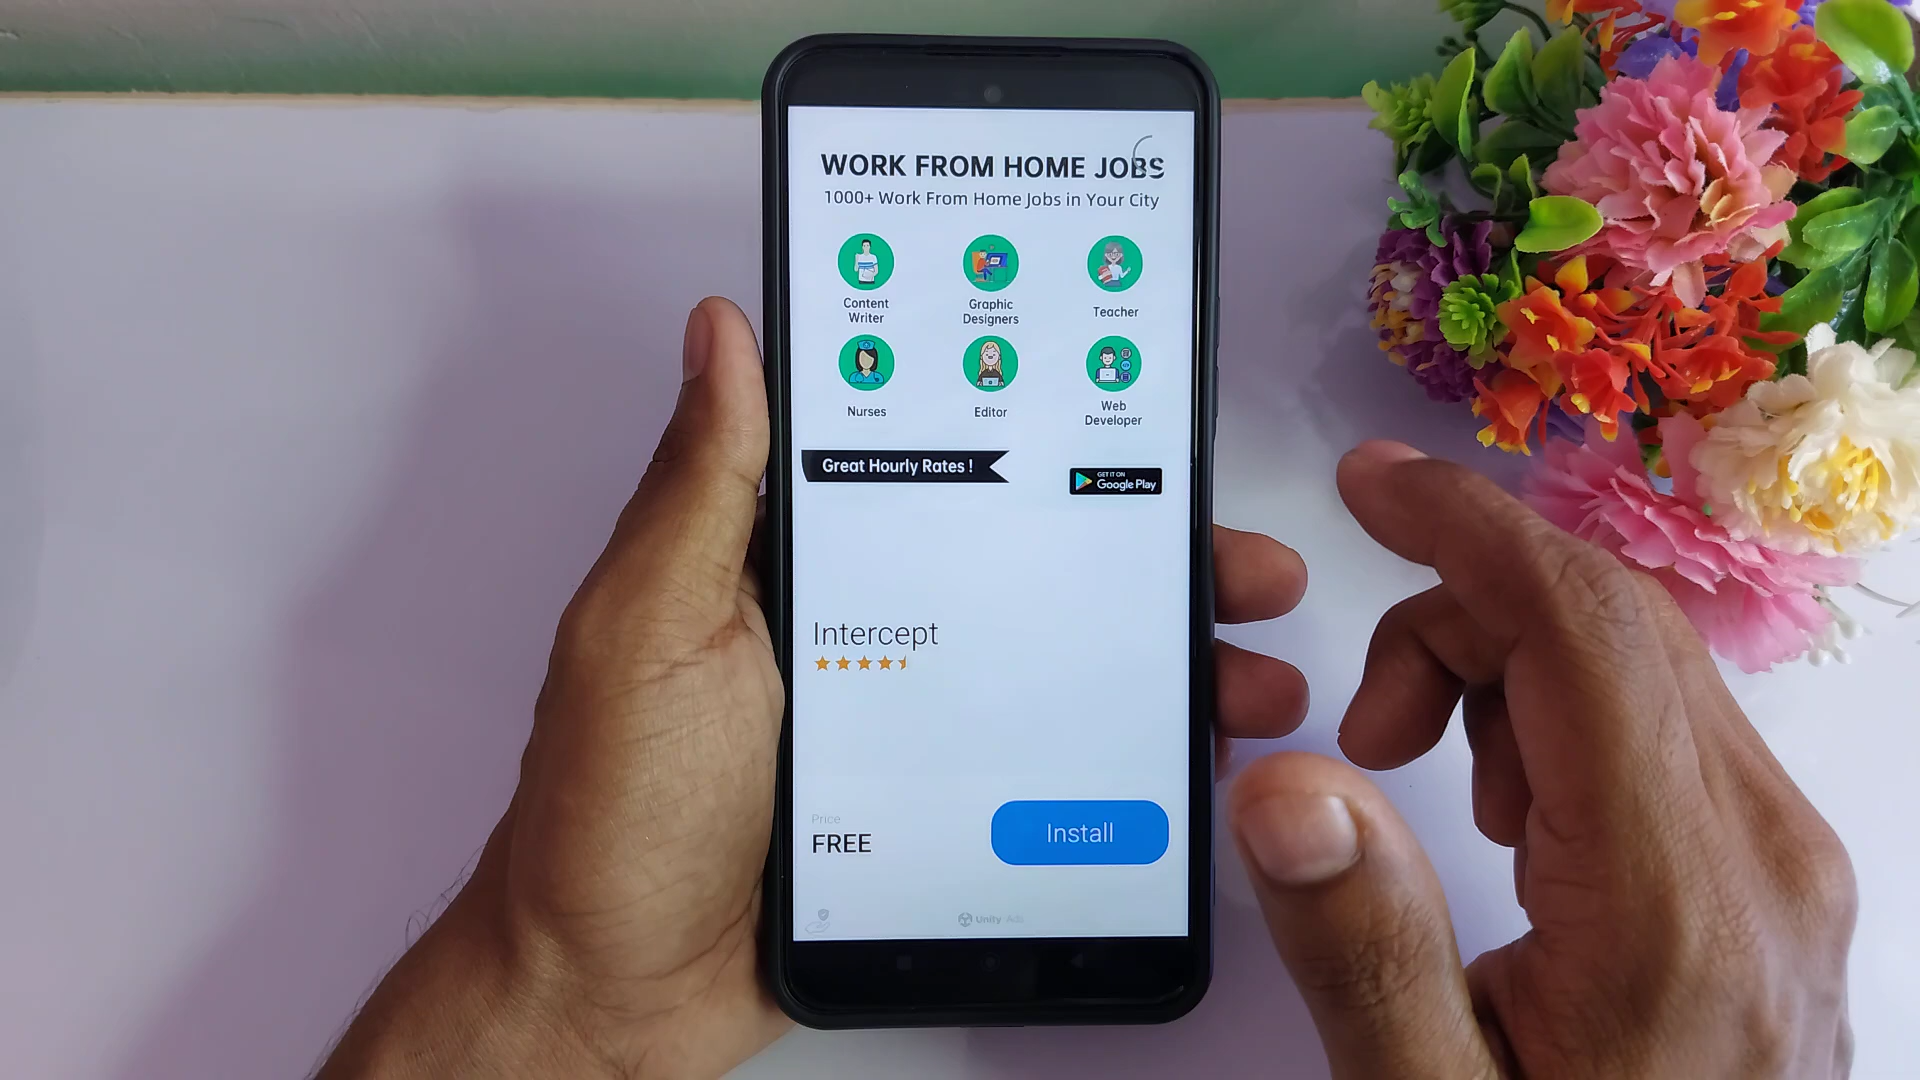 WORK FROM HOME JOBS
1000+ Work From Home Jobs in Your City
Content
Writer
Graphic
Designers
Teacher
Nurses
Editor
Web
Developer
Great Hourly Rates !
GET IT ON
Google Play
Intercept
Price
FREE
Install
Unity Ads